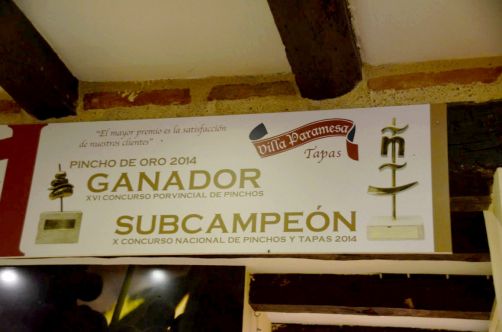 "El mayor premio es la satisfacción
de nuestros clientes"
Villa Paramesa
Tapas
PINCHO DE ORO 2014
GANADOR
XVI CONCURSO PORVINCIAL DE PINCHOS
SUBCAMPEÓN
X CONCURSO NACIONAL DE PINCHOS Y TAPAS 2014